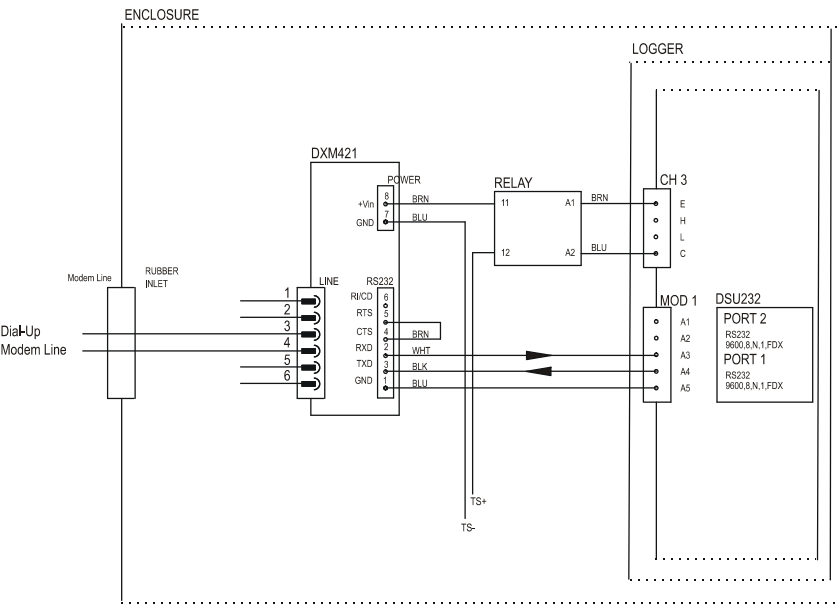 ENCLOSURE
LOGGER
DXM421
POWER
8
+Vin
BRN
7
GND
BLU
RELAY
11
A1
BRN
12
A2
BLU
CH 3
E
H
L
C
Modem Line
RUBBER
INLET
Dial-Up
Modem Line
LINE
1
2
3
4
5
6
RS232
RI/CD
6
RTS
5
CTS
4
BRN
RXD
2
WHT
TXD
3
BLK
GND
1
BLU
MOD 1
A1
A2
A3
A4
A5
DSU232
PORT 2
RS232
9600,8,N,1,FDX
PORT 1
RS232
9600,8,N,1,FDX
TS+
TS-